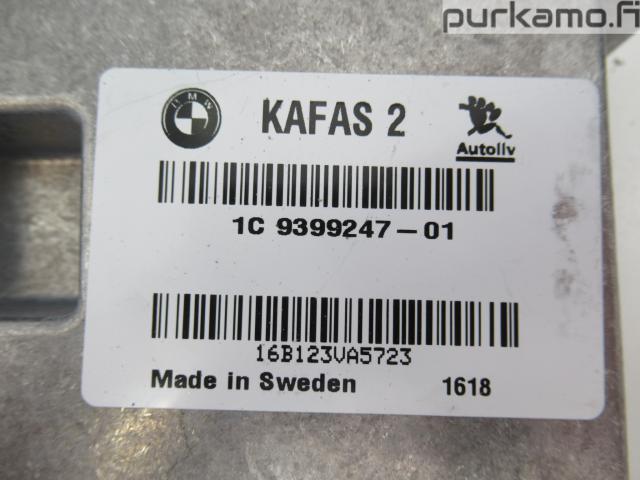 purkamo.fi
BMW
KAFAS 2
Autoliv
1C 9399247-01
16B123VA5723
Made in Sweden 1618